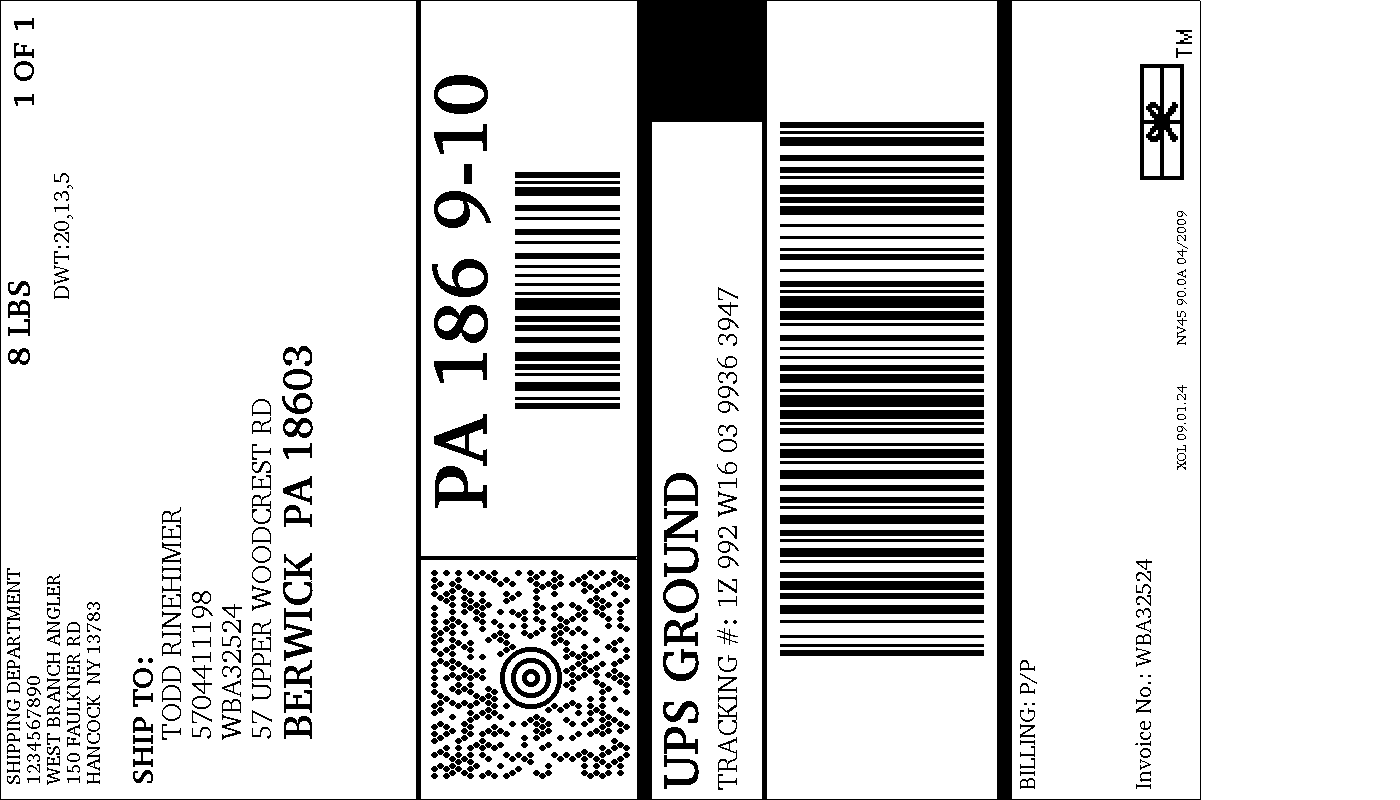 8 LBS 1 OF 1
DWT:20,13,5
SHIPPING DEPARTMENT
1234567890
WEST BRANCH ANGLER
150 FAULKNER RD
HANCOCK NY 13783
SHIP TO:
TODD RINEHIMER
5704411198
WBA32524
57 UPPER WOODCREST RD
BERWICK PA 18603
PA 186 9-10
UPS GROUND
TRACKING #: 1Z 992 W16 03 9936 3947
BILLING: P/P
Invoice No.: WBA32524
XOL 09.01.24 NV45 90.0A 04/2009
TM